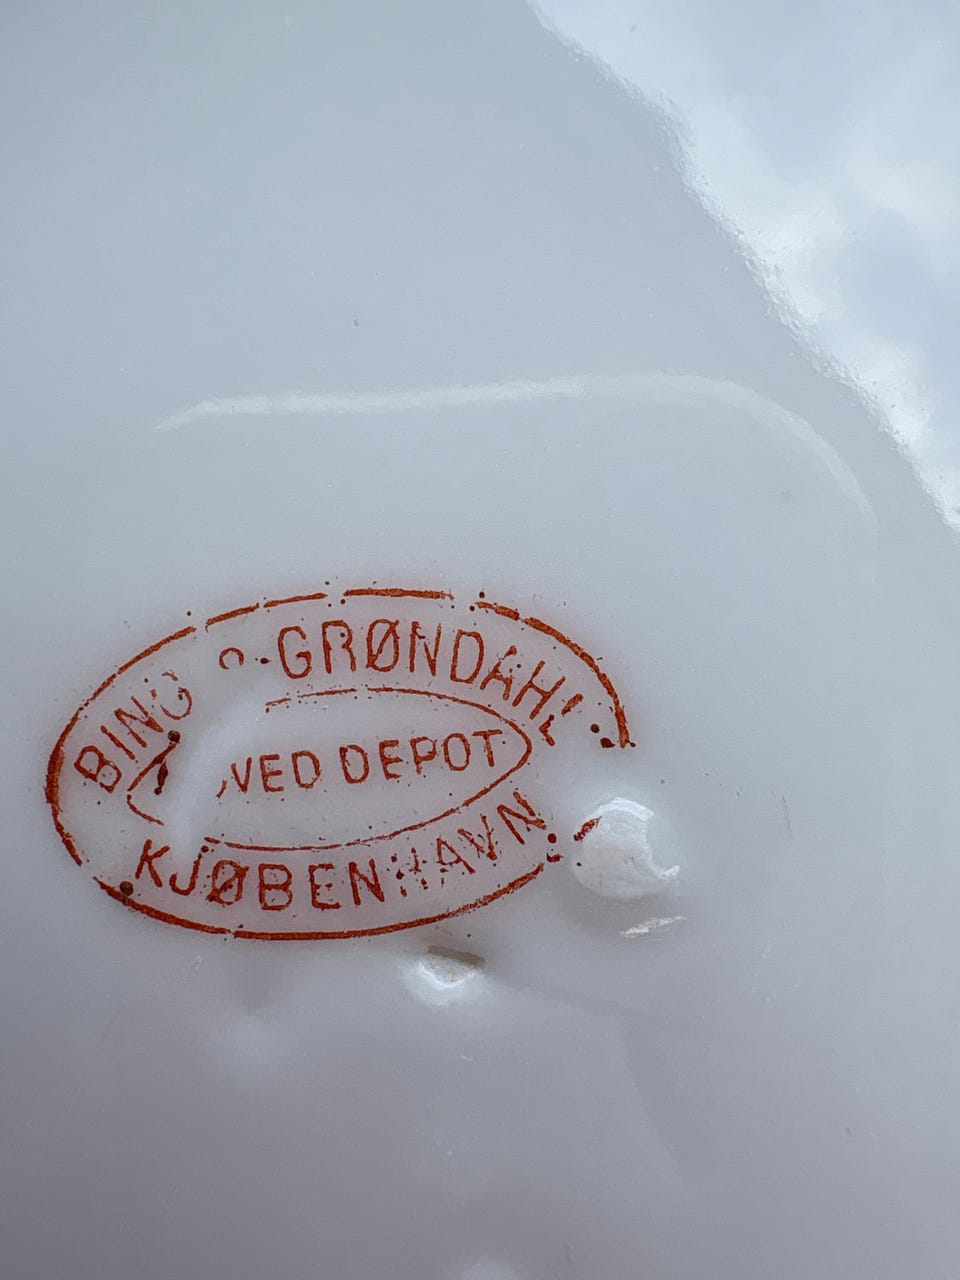 BING o. GRØNDAHL
VED DEPOT
KJØBENHAVN